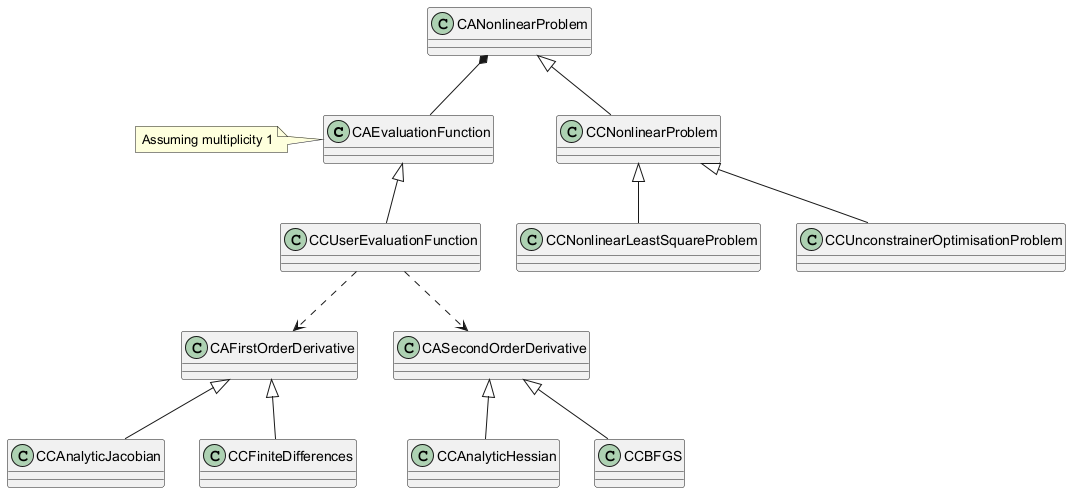 C CANonlinearProblem
Assuming multiplicity 1
C CAEvaluationFunction
C CCNonlinearProblem
C CCUserEvaluationFunction
C CCNonlinearLeastSquareProblem
C CCUnconstrainerOptimisationProblem
C CAFirstOrderDerivative
C CASecondOrderDerivative
C CCAnalyticJacobian
C CCFiniteDifferences
C CCAnalyticHessian
C CCBFGS